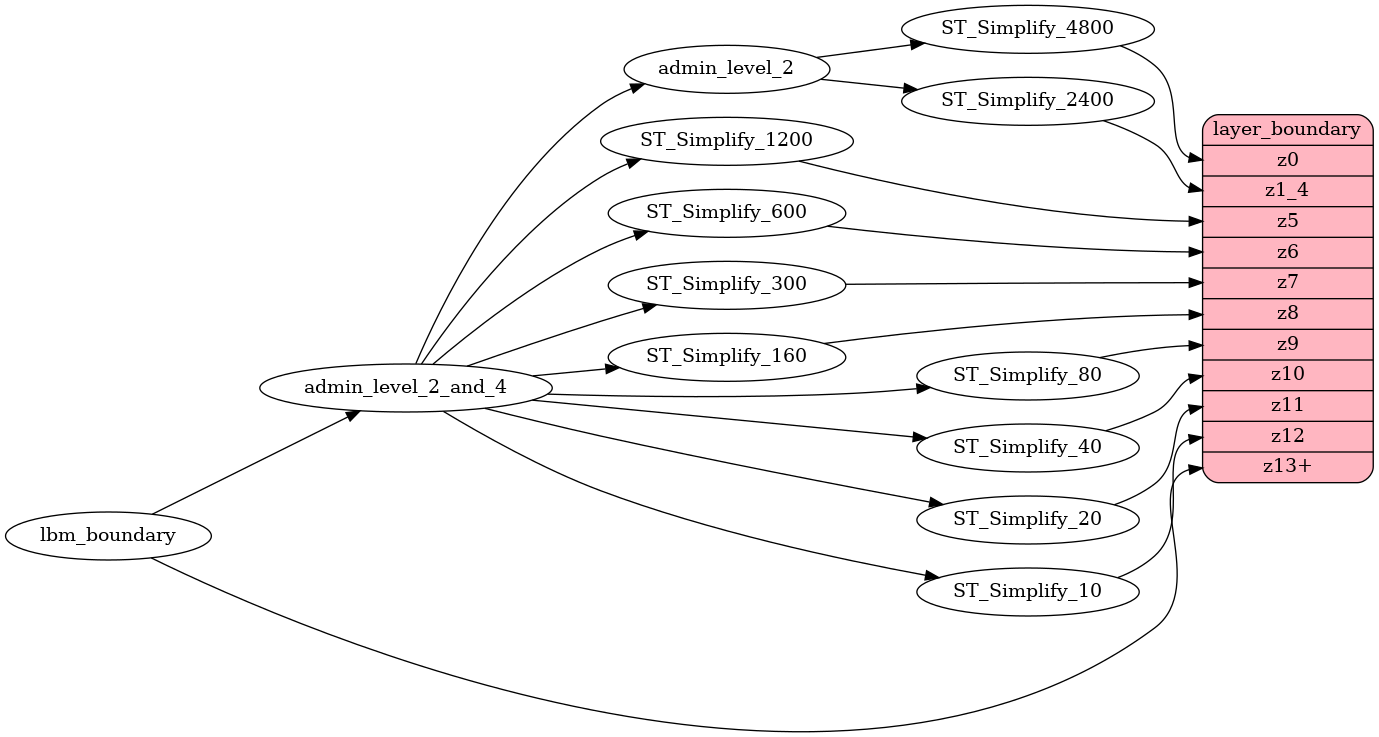 ST_Simplify_4800
admin_level_2
ST_Simplify_2400
layer_boundary
ST_Simplify_1200
z0
z1_4
ST_Simplify_600
z5
z6
ST_Simplify_300
z7
z8
ST_Simplify_160
z9
admin_level_2_and_4
ST_Simplify_80
z10
z11
ST_Simplify_40
z12
z13+
ST_Simplify_20
lbm_boundary
ST_Simplify_10